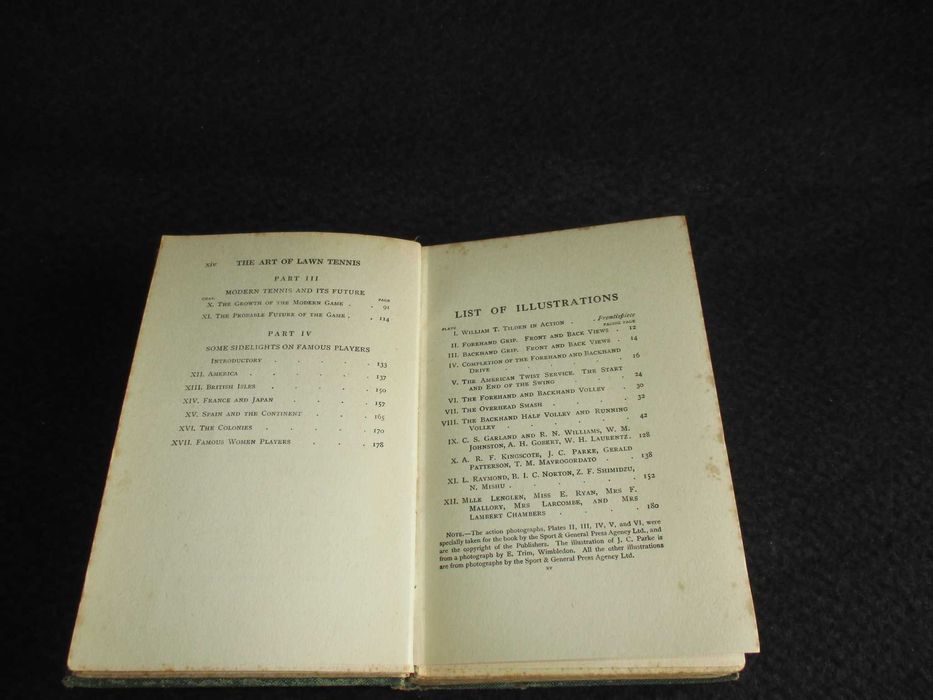 xiv THE ART OF LAWN TENNIS
PART III
MODERN TENNIS AND ITS FUTURE
CHAP. PAGE
X. The Growth of the Modern Game . . 91
XI. The Probable Future of the Game . . 114
PART IV
SOME SIDELIGHTS ON FAMOUS PLAYERS
Introductory . . . . . 133
XII. America . . . . . 137
XIII. British Isles . . . . . 150
XIV. France and Japan . . . . 157
XV. Spain and the Continent . . . 165
XVI. The Colonies . . . . . 170
XVII. Famous Women Players . . . 178
LIST OF ILLUSTRATIONS
PLATE
I. William T. Tilden in Action . . Frontispiece
FACING PAGE
II. Forehand Grip. Front and Back Views . 12
III. Backhand Grip. Front and Back Views . 14
IV. Completion of the Forehand and Backhand
Drive . . . . . 16
V. The American Twist Service. The Start
and End of the Swing . . . 24
VI. The Forehand and Backhand Volley . . 30
VII. The Overhead Smash . . . . 32
VIII. The Backhand Half Volley and Running
Volley . . . . . 42
IX. C. S. Garland and R. N. Williams, W. M.
Johnston, A. H. Gobert, W. H. Laurentz. 128
X. A. R. F. Kingscote, J. C. Parke, Gerald
Patterson, T. M. Mavrogordato . . 138
XI. L. Raymond, B. I. C. Norton, Z. F. Shimidzu,
N. Mishu . . . . . 152
XII. Mlle Lenglen, Miss E. Ryan, Mrs F.
Mallory, Mrs Larcombe, and Mrs
Lambert Chambers . . . . 180
Note.—The action photographs, Plates II, III, IV, V, and VI, were
specially taken for the book by the Sport & General Press Agency Ltd., and
are the copyright of the Publishers. The illustration of J. C. Parke is
from a photograph by E. Trim, Wimbledon. All the other illustrations
are from photographs by the Sport & General Press Agency Ltd.
xv